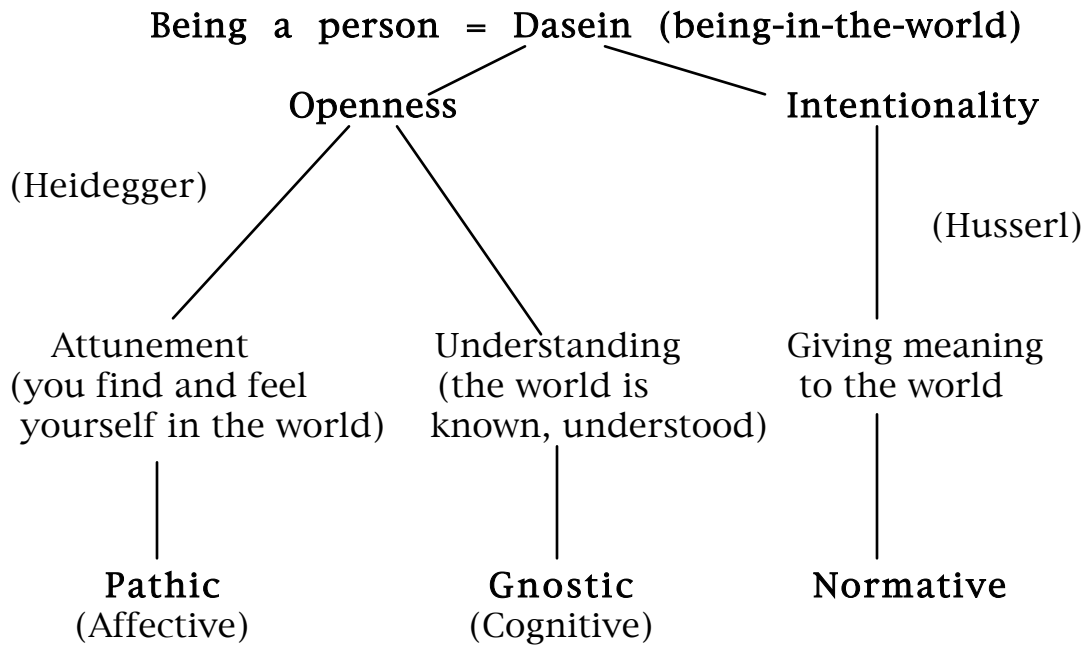 Being a person = Dasein (being-in-the-world)
Openness
Intentionality
(Heidegger)
(Husserl)
Attunement
(you find and feel
yourself in the world)
Understanding
(the world is
known, understood)
Giving meaning
to the world
Pathic
(Affective)
Gnostic
(Cognitive)
Normative